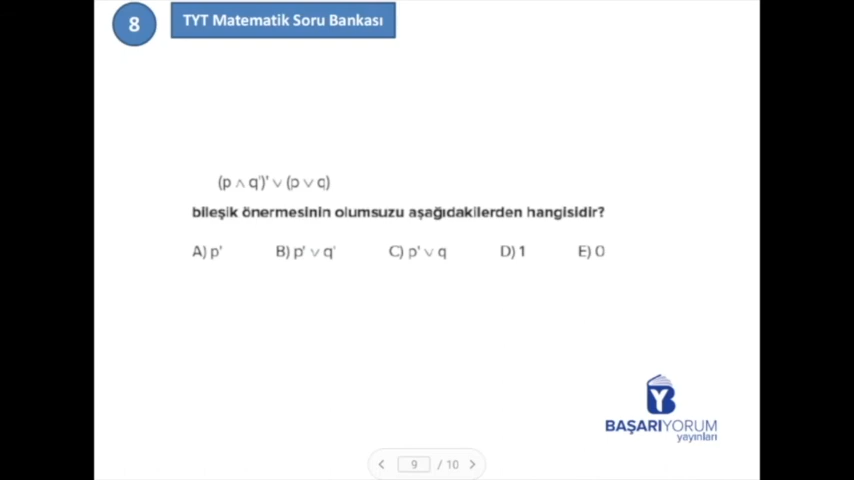 8
TYT Matematik Soru Bankası
(p ∧ q')' ∨ (p ∨ q)
bileşik önermesinin olumsuzu aşağıdakilerden hangisidir?
A) p' B) p' ∨ q' C) p' ∨ q D) 1 E) 0
BAŞARIYORUM
yayınları
9 / 10